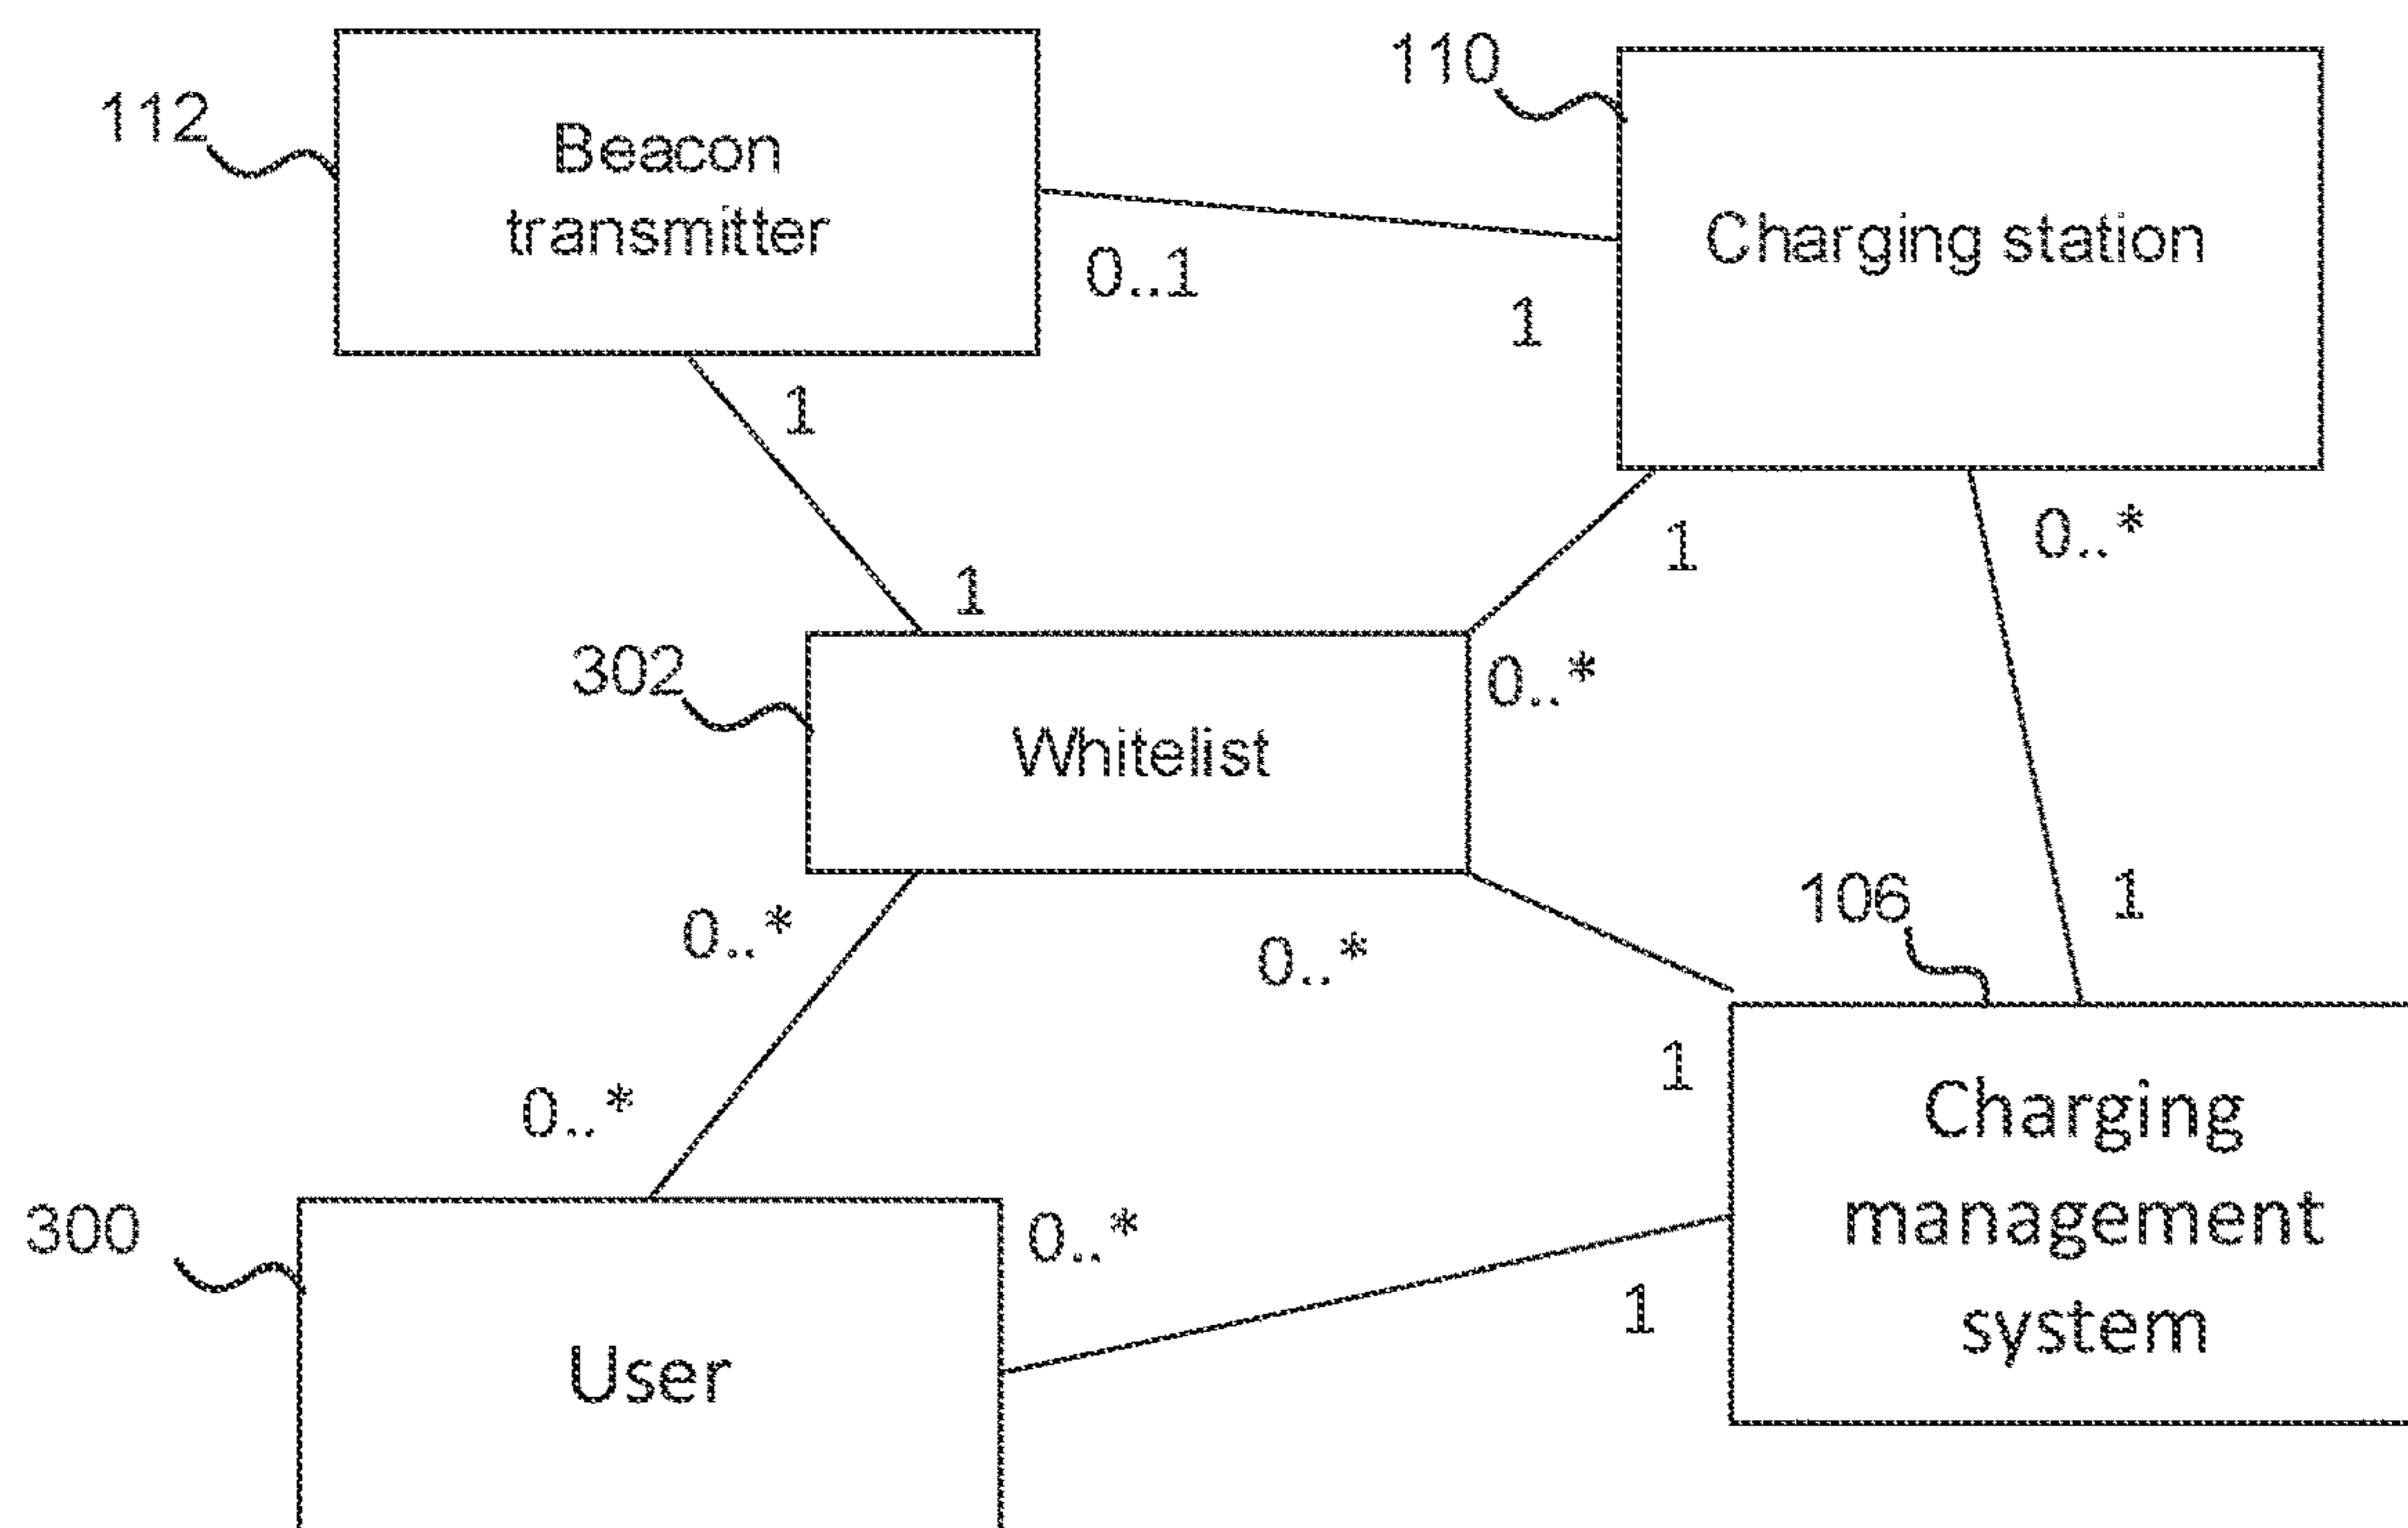 110
112
Beacon
transmitter
Charging station
0..1
1
1
0..*
1
1
302
0..*
Whitelist
106
1
0..*
0..*
1
0..*
Charging
management
system
300
0..*
1
User